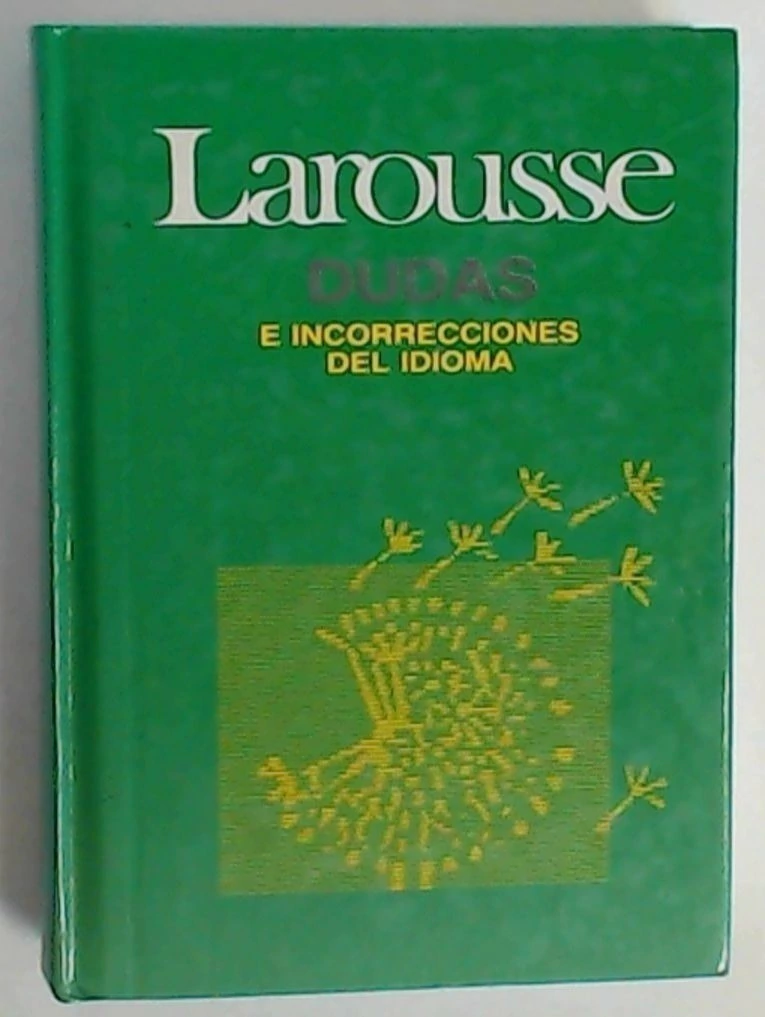 Larousse
DUDAS
E INCORRECCIONES
DEL IDIOMA